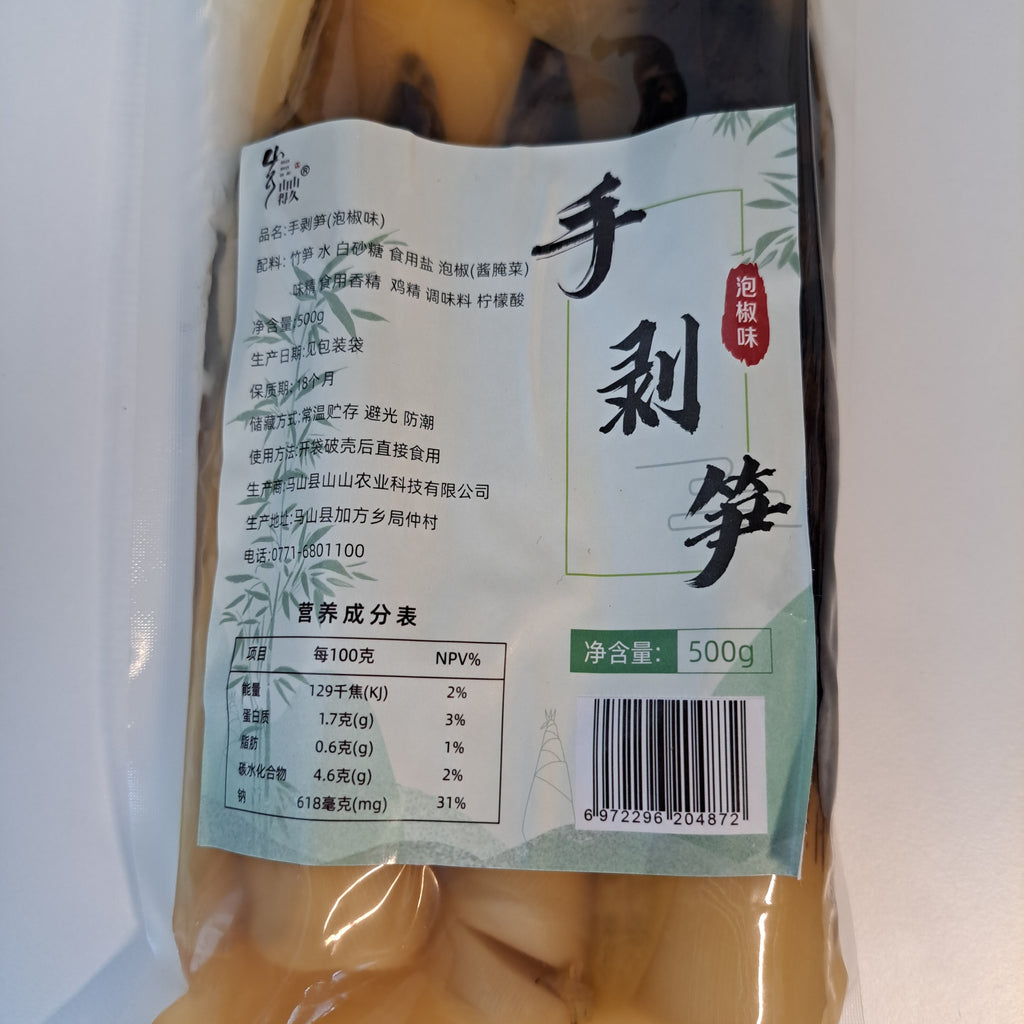 山山得久®
品名:手剥笋(泡椒味)
配料: 竹笋 水 白砂糖 食用盐 泡椒(酱腌菜)
味精 食用香精 鸡精 调味料 柠檬酸
净含量:500g
生产日期:见包装袋
保质期: 18个月
储藏方式:常温贮存 避光 防潮
使用方法:开袋破壳后直接食用
生产商:马山县山山农业科技有限公司
生产地址:马山县加方乡局仲村
电话:0771-6801100
手剥笋
泡椒味
营养成分表
项目 每100克 NPV%
能量 129千焦(KJ) 2%
蛋白质 1.7克(g) 3%
脂肪 0.6克(g) 1%
碳水化合物 4.6克(g) 2%
钠 618毫克(mg) 31%
净含量: 500g
6 972296 204872